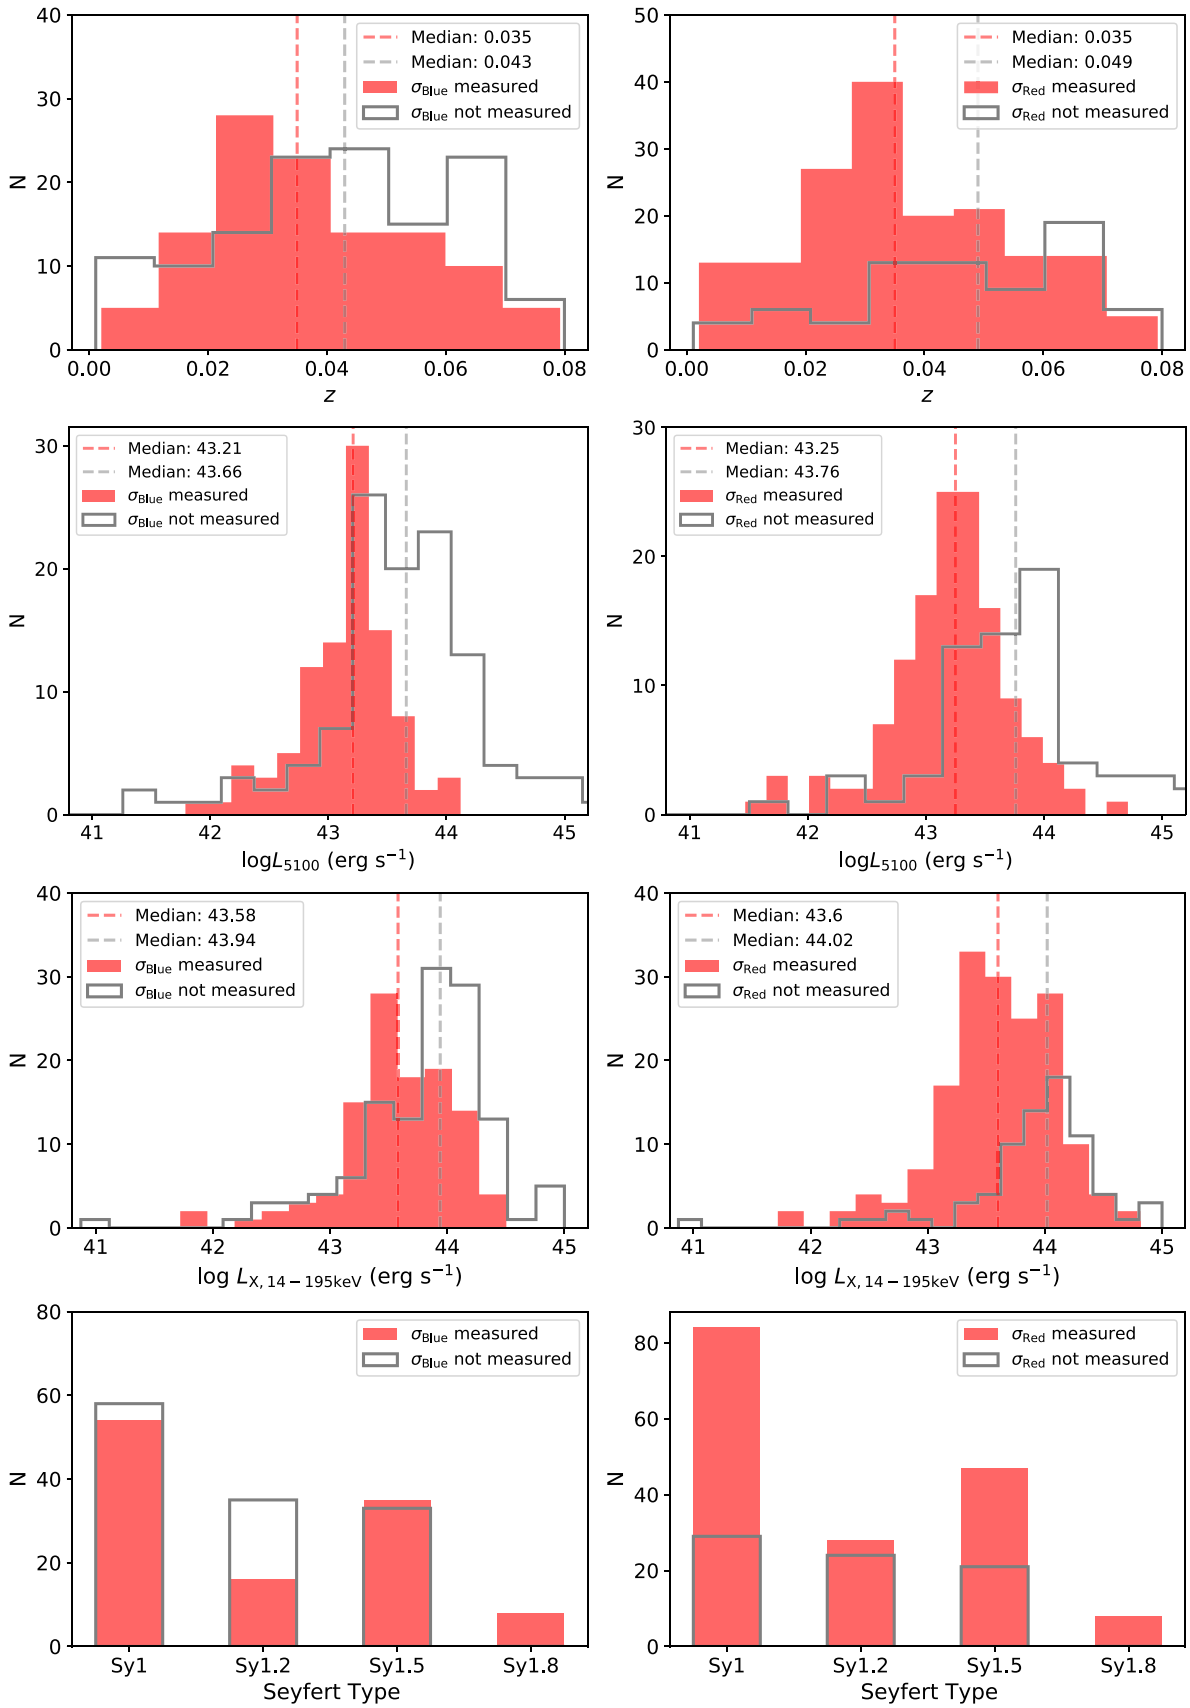 40
30
20
10
0
N
Median: 0.035
Median: 0.043
σBlue measured
σBlue not measured
0.00 0.02 0.04 0.06 0.08
z
50
40
30
20
10
0
N
Median: 0.035
Median: 0.049
σRed measured
σRed not measured
0.00 0.02 0.04 0.06 0.08
z
30
20
10
0
N
Median: 43.21
Median: 43.66
σBlue measured
σBlue not measured
41 42 43 44 45
logL5100 (erg s−1)
30
20
10
0
N
Median: 43.25
Median: 43.76
σRed measured
σRed not measured
41 42 43 44 45
logL5100 (erg s−1)
40
30
20
10
0
N
Median: 43.58
Median: 43.94
σBlue measured
σBlue not measured
41 42 43 44 45
log LX, 14−195keV (erg s−1)
40
30
20
10
0
N
Median: 43.6
Median: 44.02
σRed measured
σRed not measured
41 42 43 44 45
log LX, 14−195keV (erg s−1)
80
60
40
20
0
N
σBlue measured
σBlue not measured
Sy1 Sy1.2 Sy1.5 Sy1.8
Seyfert Type
80
60
40
20
0
N
σRed measured
σRed not measured
Sy1 Sy1.2 Sy1.5 Sy1.8
Seyfert Type